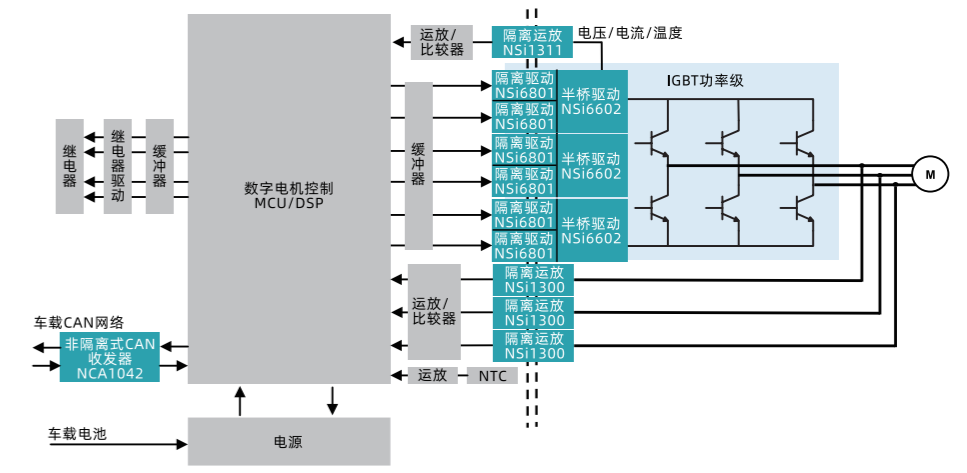 运放/
比较器
隔离运放
NSi1311
电压/电流/温度
IGBT功率级
隔离驱动
NSi6801
隔离驱动
NSi6801
半桥驱动
NSi6602
隔离驱动
NSi6801
隔离驱动
NSi6801
半桥驱动
NSi6602
隔离驱动
NSi6801
隔离驱动
NSi6801
半桥驱动
NSi6602
继电器
继电器驱动
缓冲器
数字电机控制
MCU/DSP
缓冲器
M
运放/
比较器
隔离运放
NSi1300
隔离运放
NSi1300
隔离运放
NSi1300
车载CAN网络
非隔离式CAN
收发器
NCA1042
运放
NTC
车载电池
电源